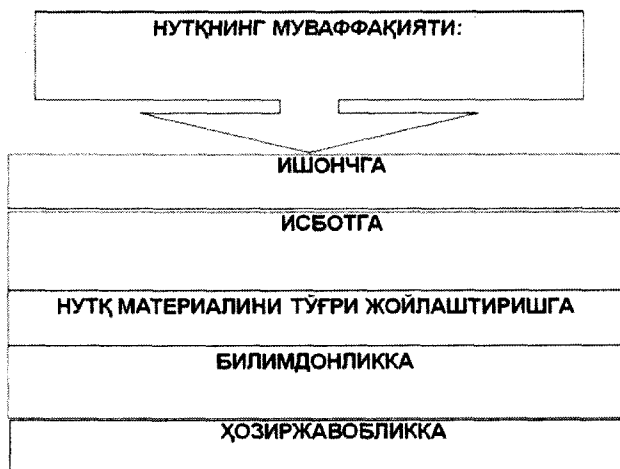 НУТҚНИНГ МУВАФФАҚИЯТИ:
ИШОНЧГА
ИСБОТГА
НУТҚ МАТЕРИАЛИНИ ТЎҒРИ ЖОЙЛАШТИРИШГА
БИЛИМДОНЛИККА
ҲОЗИРЖАВОБЛИККА